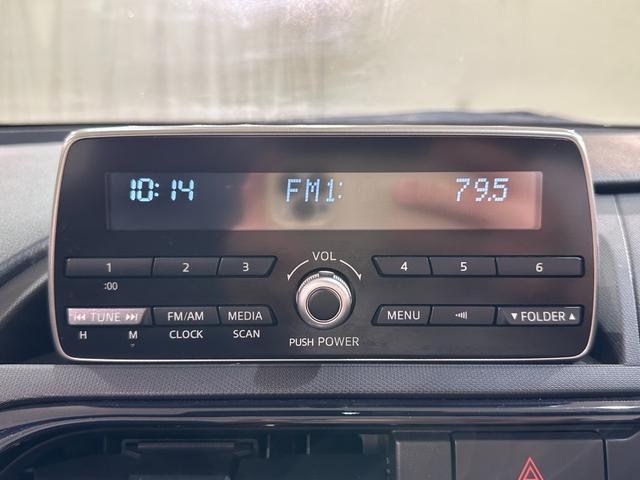 10:14 FM1: 79.5
VOL
1 2 3 4 5 6
:00
TUNE FM/AM MEDIA MENU FOLDER
H M CLOCK SCAN PUSH POWER